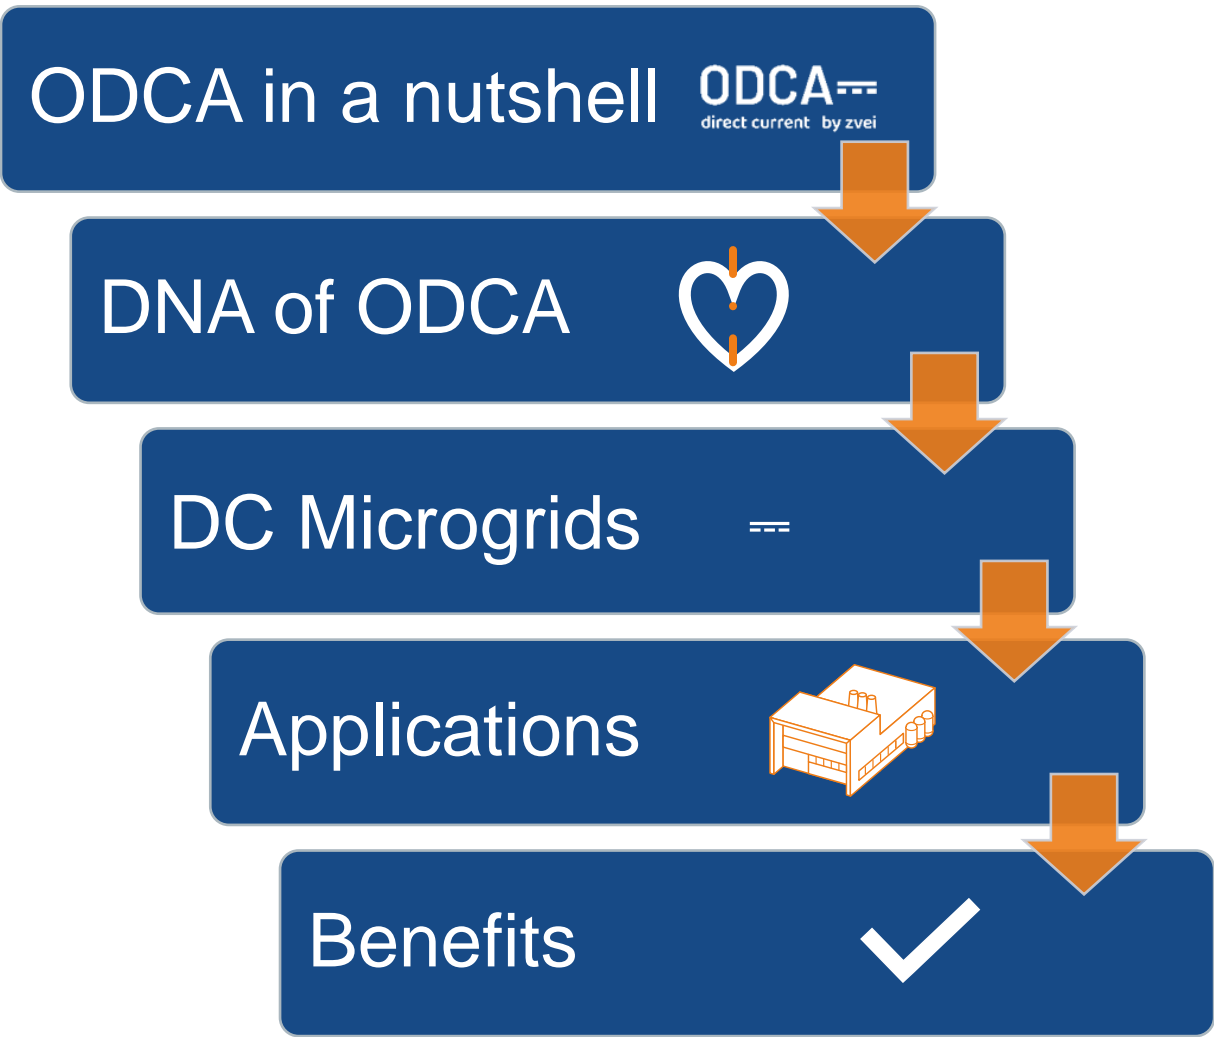 ODCA in a nutshell
ODCA
direct current by zvei
DNA of ODCA
DC Microgrids
Applications
Benefits